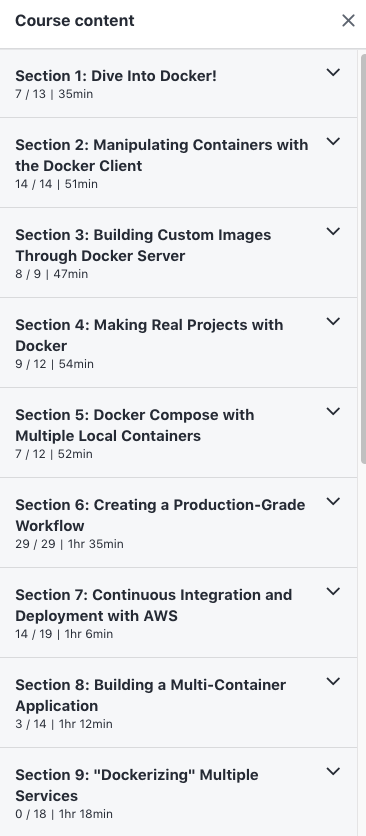 Course content
Section 1: Dive Into Docker!
7 / 13 | 35min
Section 2: Manipulating Containers with
the Docker Client
14 / 14 | 51min
Section 3: Building Custom Images
Through Docker Server
8 / 9 | 47min
Section 4: Making Real Projects with
Docker
9 / 12 | 54min
Section 5: Docker Compose with
Multiple Local Containers
7 / 12 | 52min
Section 6: Creating a Production-Grade
Workflow
29 / 29 | 1hr 35min
Section 7: Continuous Integration and
Deployment with AWS
14 / 19 | 1hr 6min
Section 8: Building a Multi-Container
Application
3 / 14 | 1hr 12min
Section 9: "Dockerizing" Multiple
Services
0 / 18 | 1hr 18min